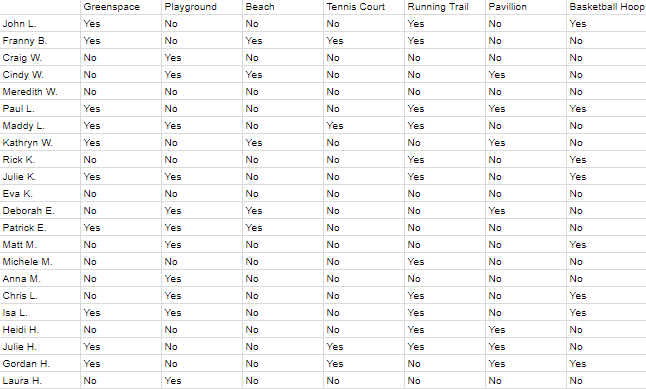 Greenspace Playground Beach Tennis Court Running Trail Pavillion Basketball Hoop
John L. Yes No No No Yes No Yes
Franny B. Yes No Yes Yes Yes No No
Craig W. No Yes No No No No No
Cindy W. No Yes Yes No No Yes No
Meredith W. No No No No No No No
Paul L. Yes No No No Yes Yes Yes
Maddy L. Yes Yes No Yes Yes No No
Kathryn W. Yes No Yes No No Yes No
Rick K. No No No No Yes No Yes
Julie K. Yes Yes No No Yes No Yes
Eva K. No No No No No No No
Deborah E. No Yes Yes No No Yes No
Patrick E. Yes Yes Yes No No No No
Matt M. No Yes No No No No Yes
Michele M. No No No No Yes No No
Anna M. No Yes No No No No No
Chris L. No Yes No No Yes No Yes
Isa L. Yes Yes No No Yes No Yes
Heidi H. No No No No Yes Yes No
Julie H. Yes No No Yes Yes Yes No
Gordan H. Yes No No Yes No Yes Yes
Laura H. No Yes No No No No No